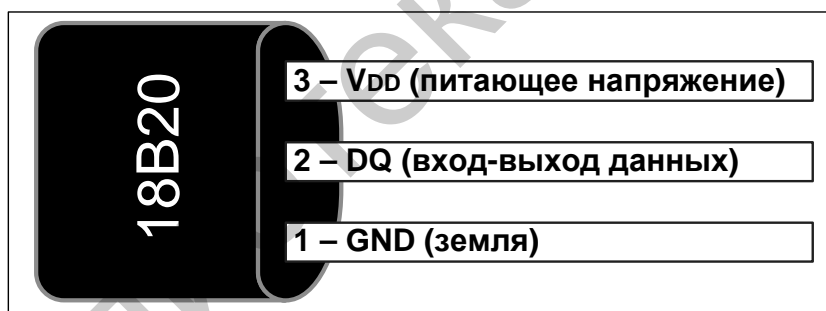 18B20
3 – VDD (питающее напряжение)
2 – DQ (вход-выход данных)
1 – GND (земля)